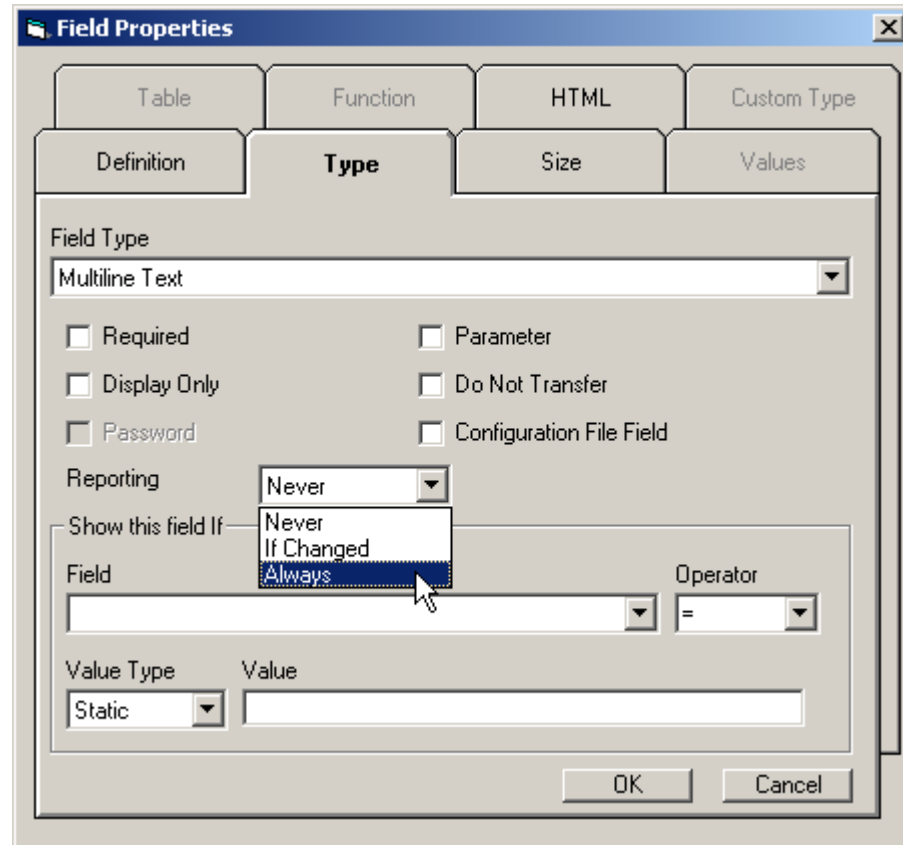 Field Properties
Table Function HTML Custom Type
Definition Type Size Values
Field Type
Multiline Text
Required Parameter
Display Only Do Not Transfer
Password Configuration File Field
Reporting Never
Never
If Changed
Always
Show this field If
Field Operator
=
Value Type Value
Static
OK Cancel